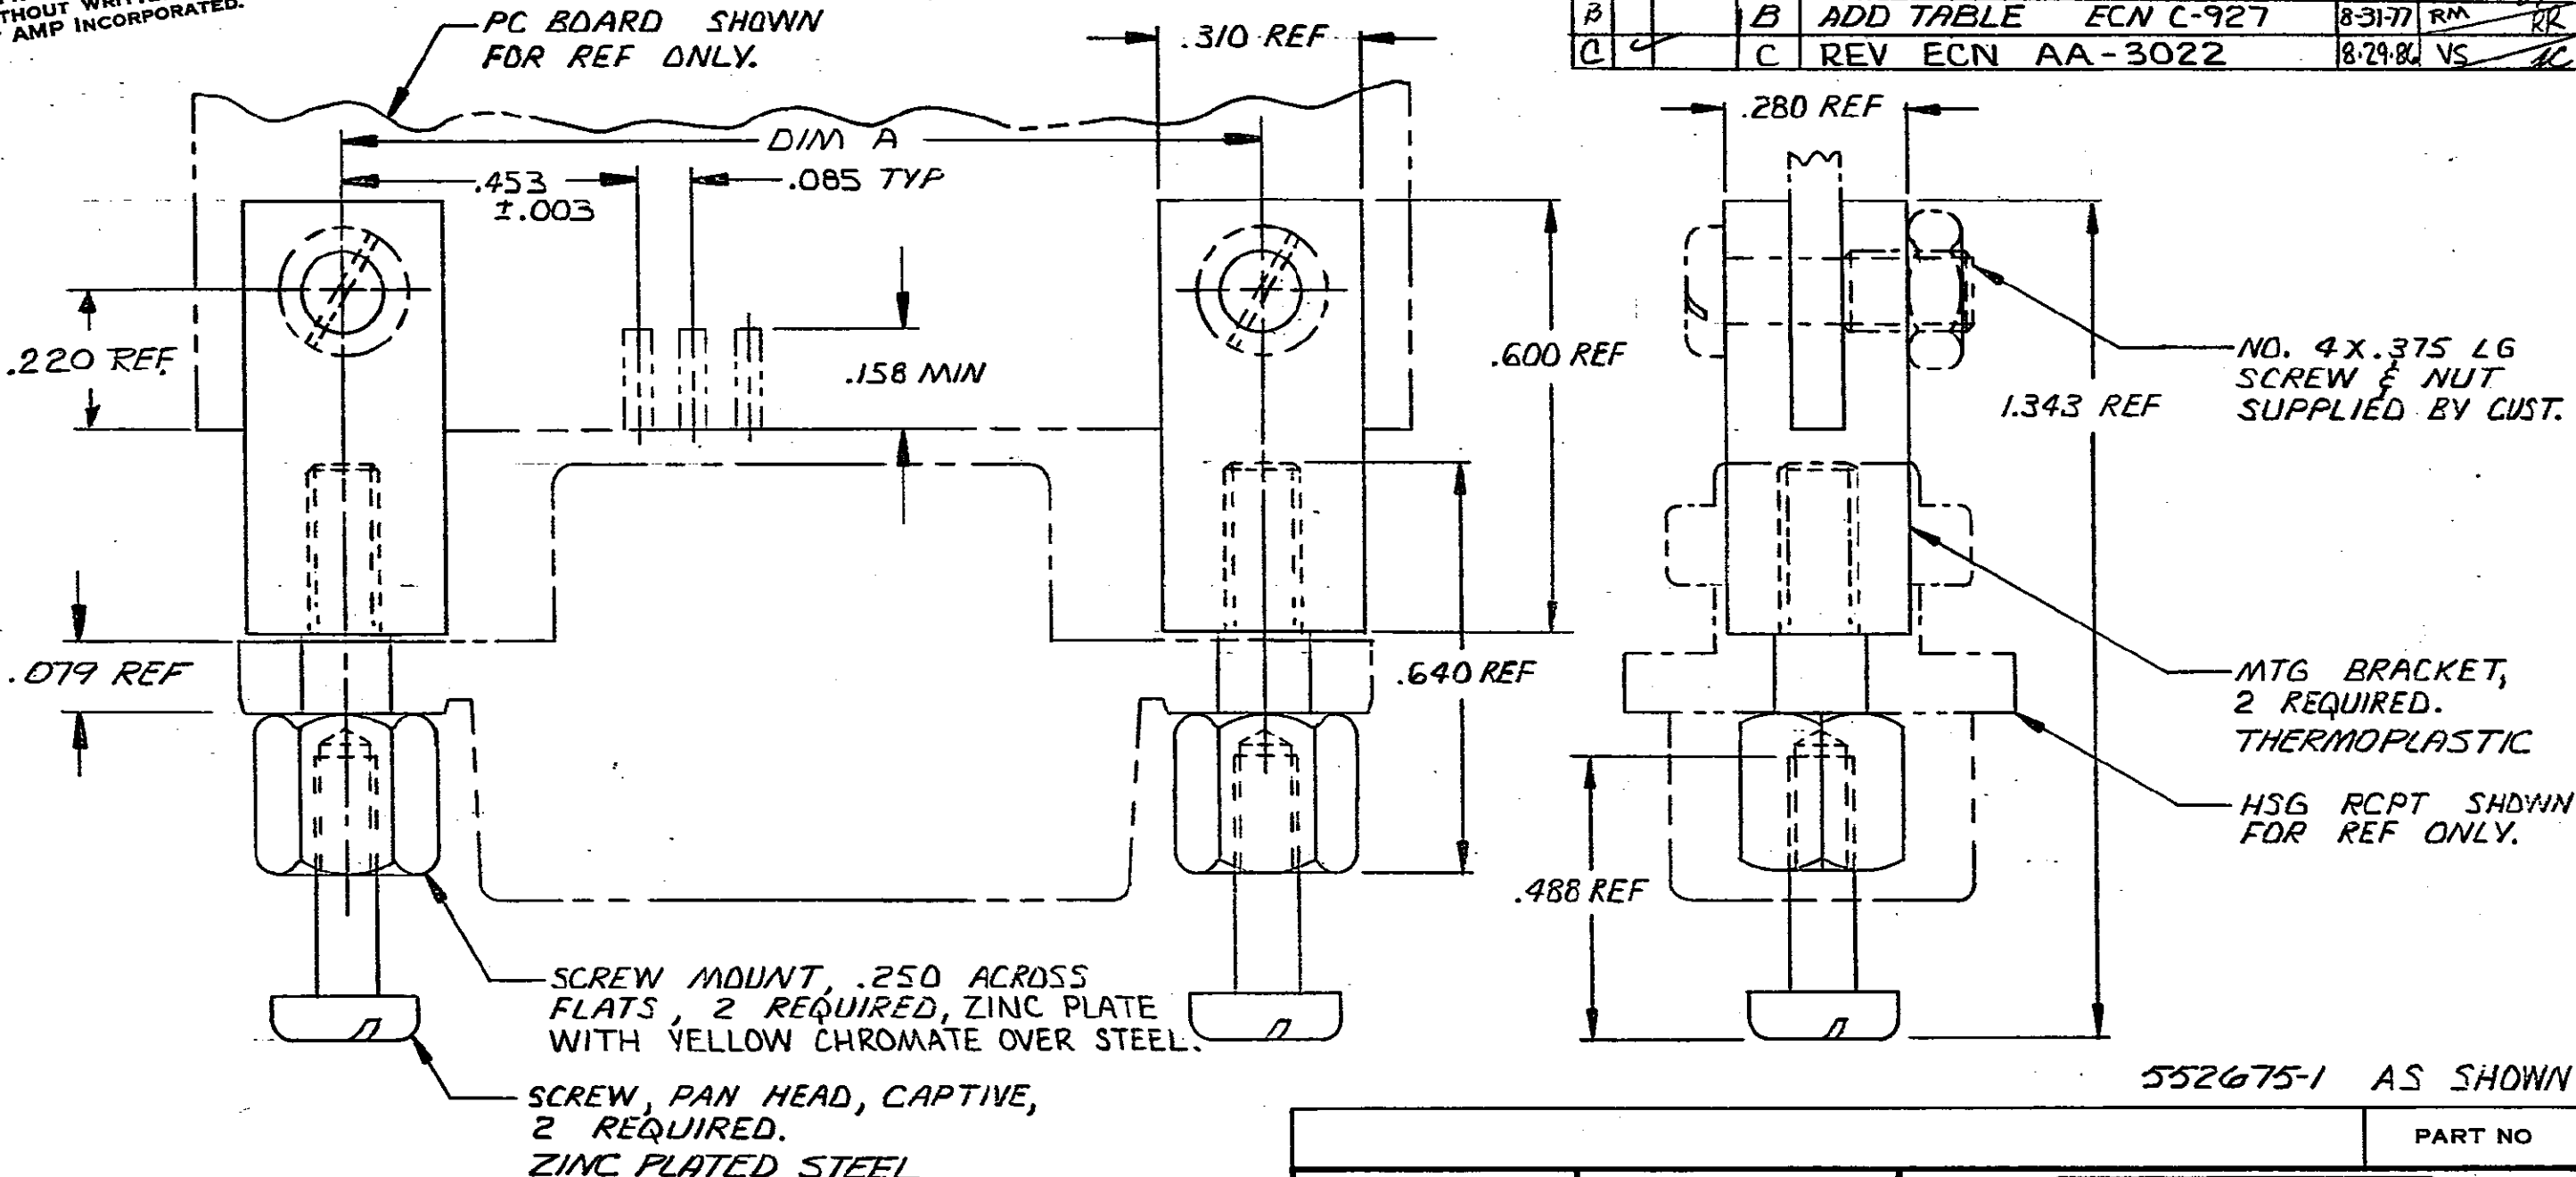 THOUT
AMP INCORPORATED.
PC BOARD SHOWN
FOR REF ONLY.
.310 REF
B B ADD TABLE ECN C-927 8-31-77 RM RR
C C REV ECN AA-3022 8-29-86 VS
.280 REF
DIM A
.453
±.003
.085 TYP
.220 REF
.158 MIN
.600 REF
1.343 REF
NO. 4 X .375 LG
SCREW & NUT
SUPPLIED BY CUST.
.079 REF
.640 REF
MTG BRACKET,
2 REQUIRED.
THERMOPLASTIC
HSG RCPT SHOWN
FOR REF ONLY.
.488 REF
SCREW MOUNT, .250 ACROSS
FLATS, 2 REQUIRED, ZINC PLATE
WITH YELLOW CHROMATE OVER STEEL.
SCREW, PAN HEAD, CAPTIVE,
2 REQUIRED.
ZINC PLATED STEEL
552675-1 AS SHOWN
PART NO